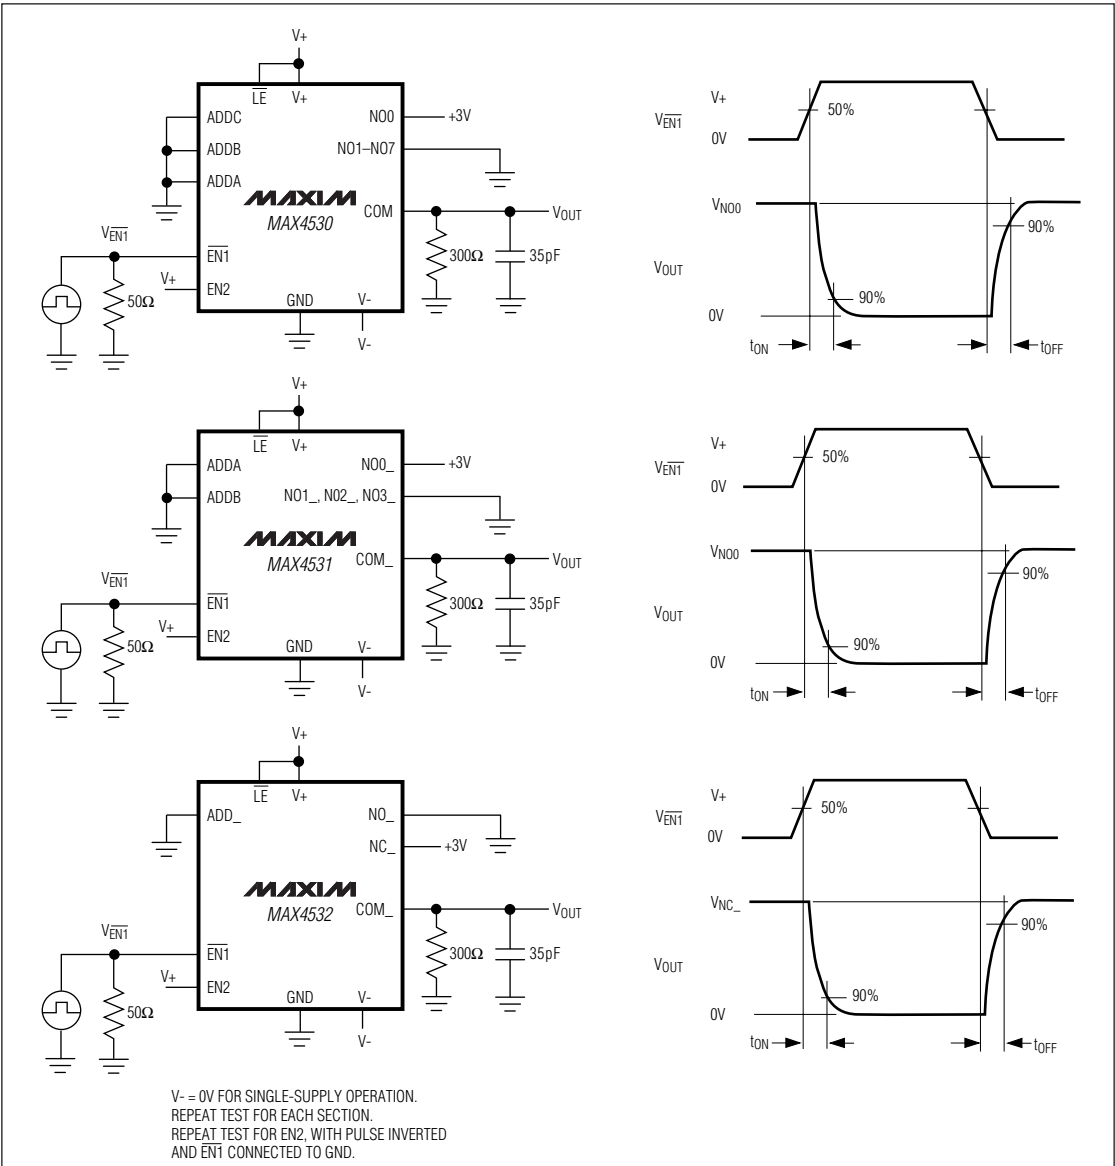 V+
LE V+
ADDC
ADDB
ADDA
NO0 +3V
NO1–NO7
MAXIM
MAX4530
COM VOUT
VEN1
EN1
V+ EN2
50Ω
GND V-
V-
300Ω 35pF
V+
VEN1
0V
50%
VNO0
90%
VOUT
90%
0V
tON tOFF
V+
LE V+
ADDA
ADDB
NO0_ +3V
NO1_, NO2_, NO3_
MAXIM
MAX4531
COM_ VOUT
VEN1
EN1
V+ EN2
50Ω
GND V-
V-
300Ω 35pF
V+
VEN1
0V
50%
VNO0
90%
VOUT
90%
0V
tON tOFF
V+
LE V+
ADD_
NO_
NC_ +3V
MAXIM
MAX4532
COM_ VOUT
VEN1
EN1
V+ EN2
50Ω
GND V-
V-
300Ω 35pF
V+
VEN1
0V
50%
VNC_
90%
VOUT
90%
0V
tON tOFF
V- = 0V FOR SINGLE-SUPPLY OPERATION.
REPEAT TEST FOR EACH SECTION.
REPEAT TEST FOR EN2, WITH PULSE INVERTED
AND EN1 CONNECTED TO GND.